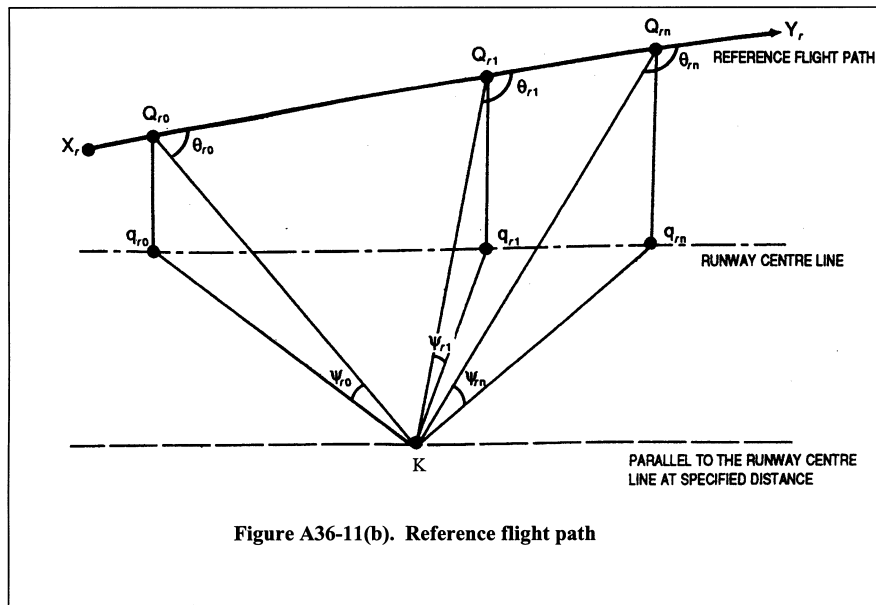 Y_r
REFERENCE FLIGHT PATH
Q_rn
θ_rn
Q_r1
θ_r1
Q_r0
θ_r0
X_r
q_r0
q_r1
q_rn
RUNWAY CENTRE LINE
ψ_r0
ψ_r1
ψ_rn
K
PARALLEL TO THE RUNWAY CENTRE
LINE AT SPECIFIED DISTANCE
Figure A36-11(b). Reference flight path